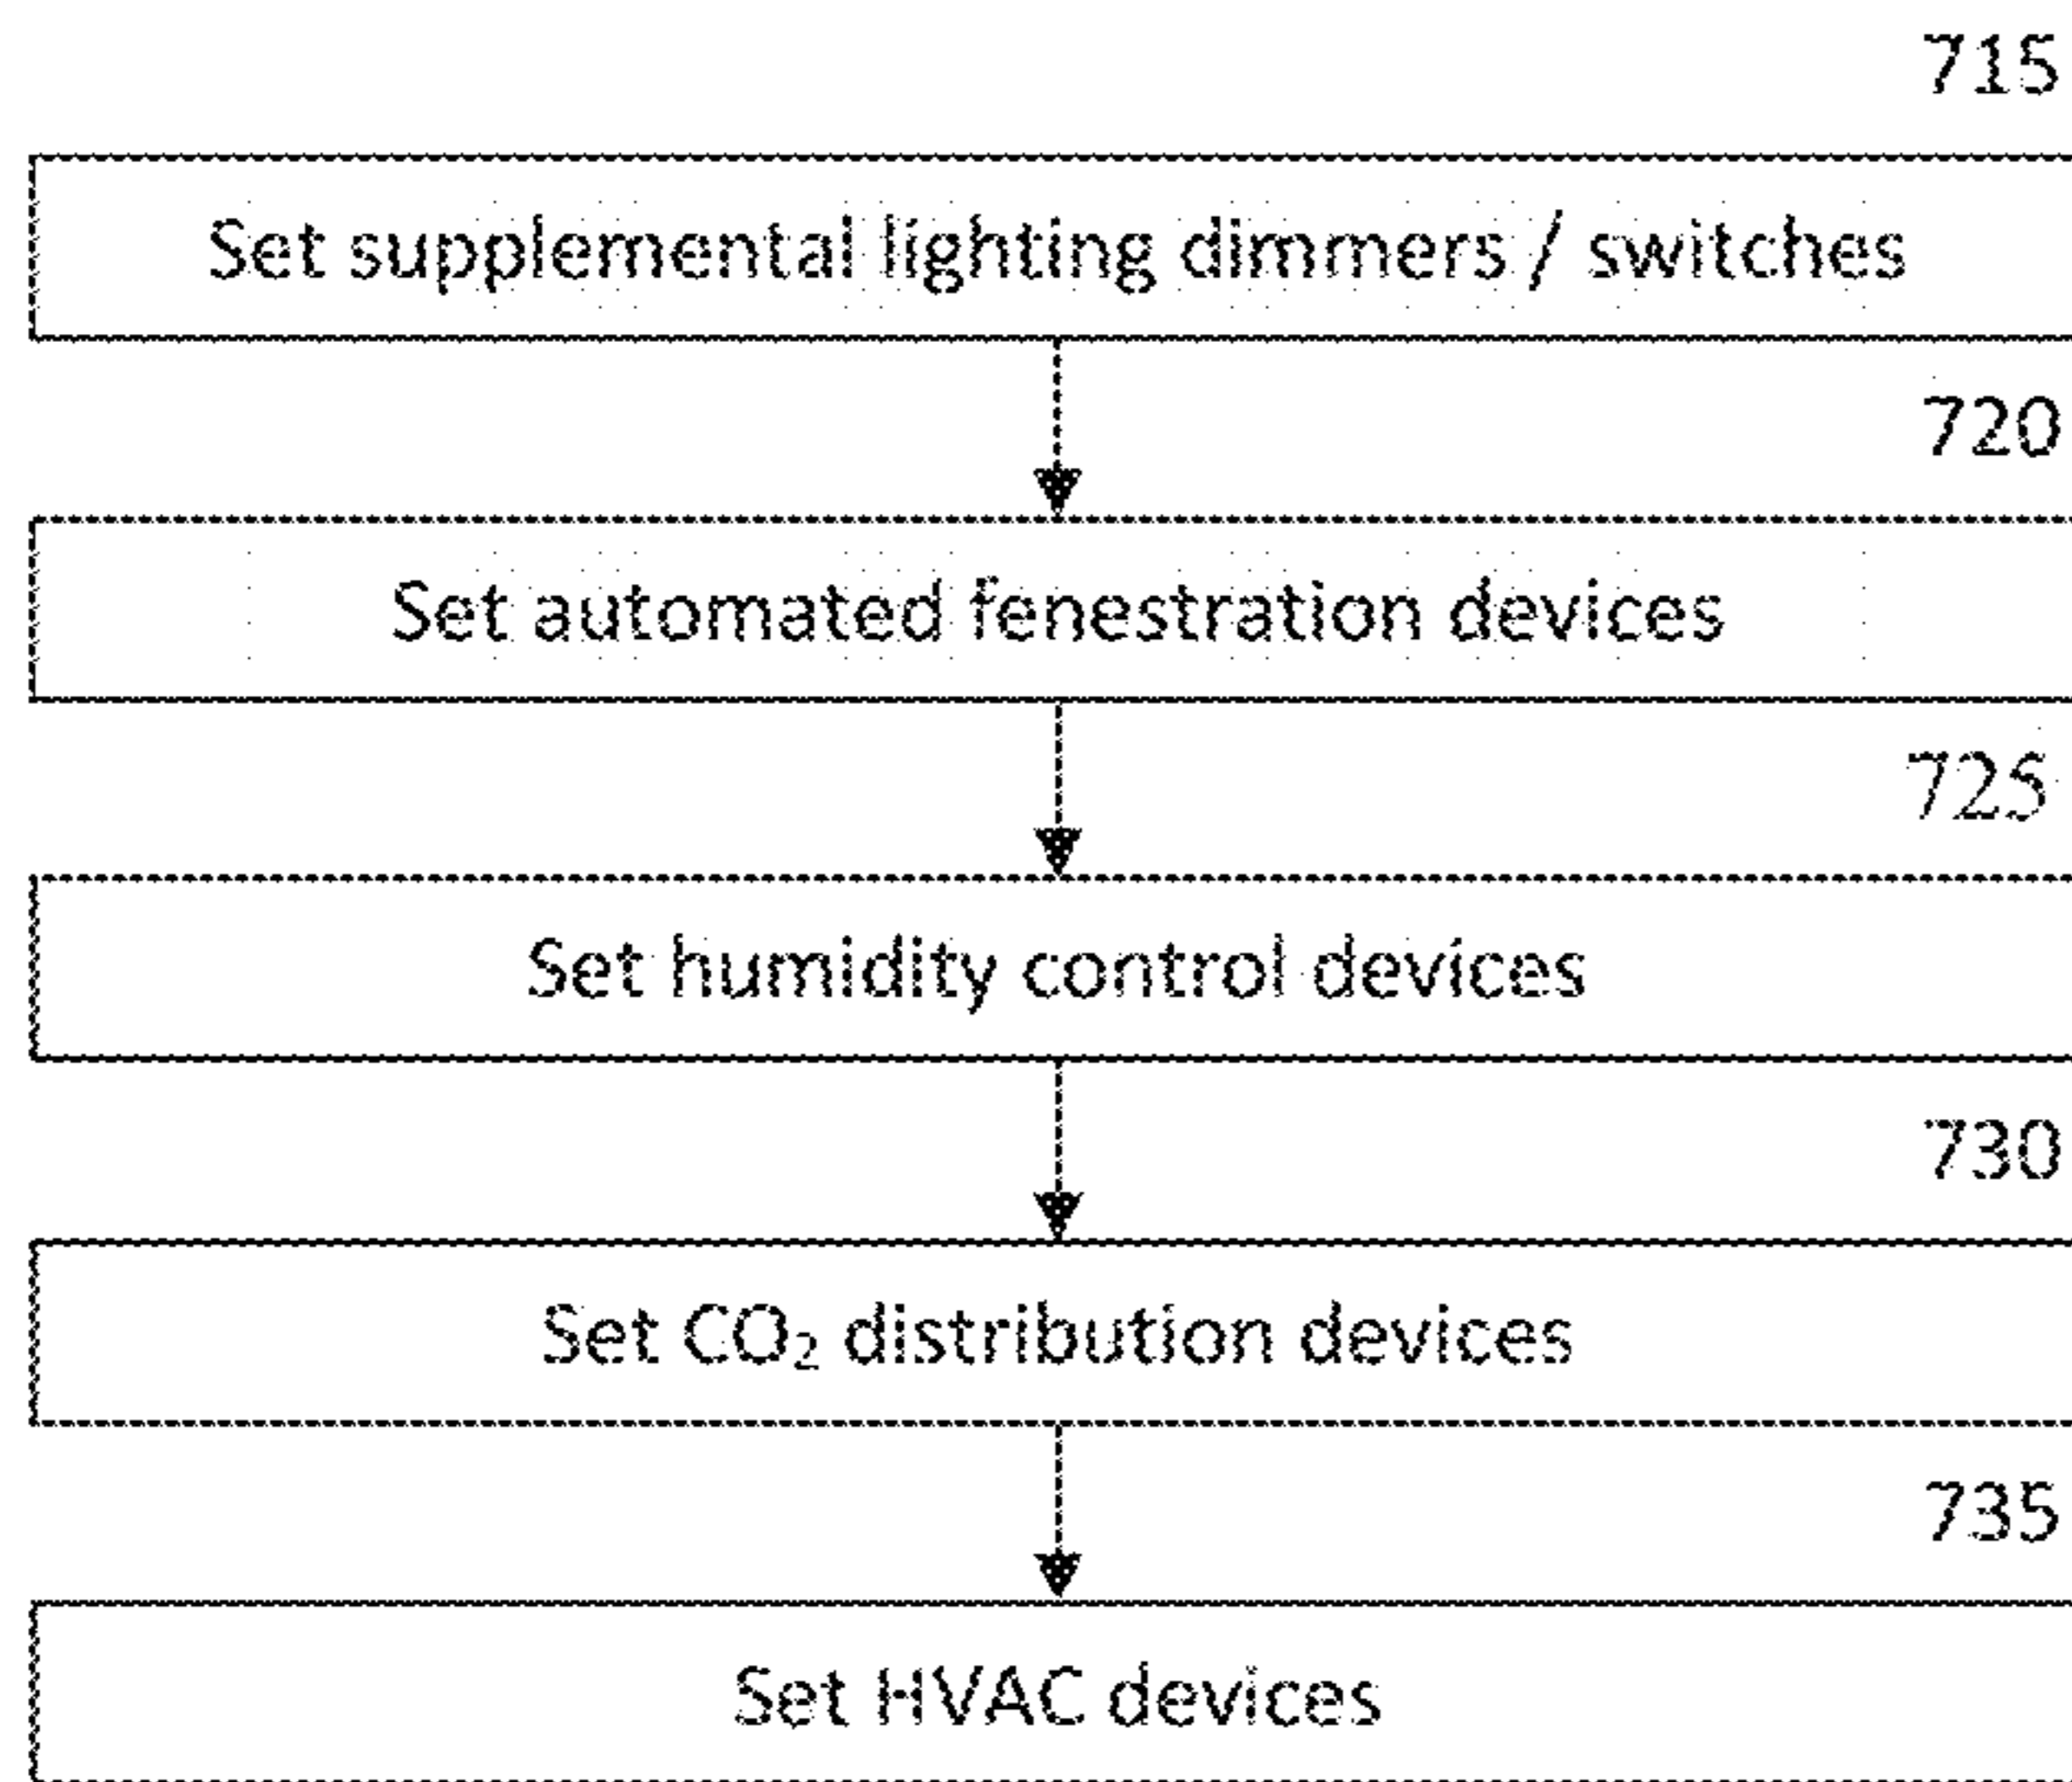 715
Set supplemental lighting dimmers / switches
720
Set automated fenestration devices
725
Set humidity control devices
730
Set CO₂ distribution devices
735
Set HVAC devices